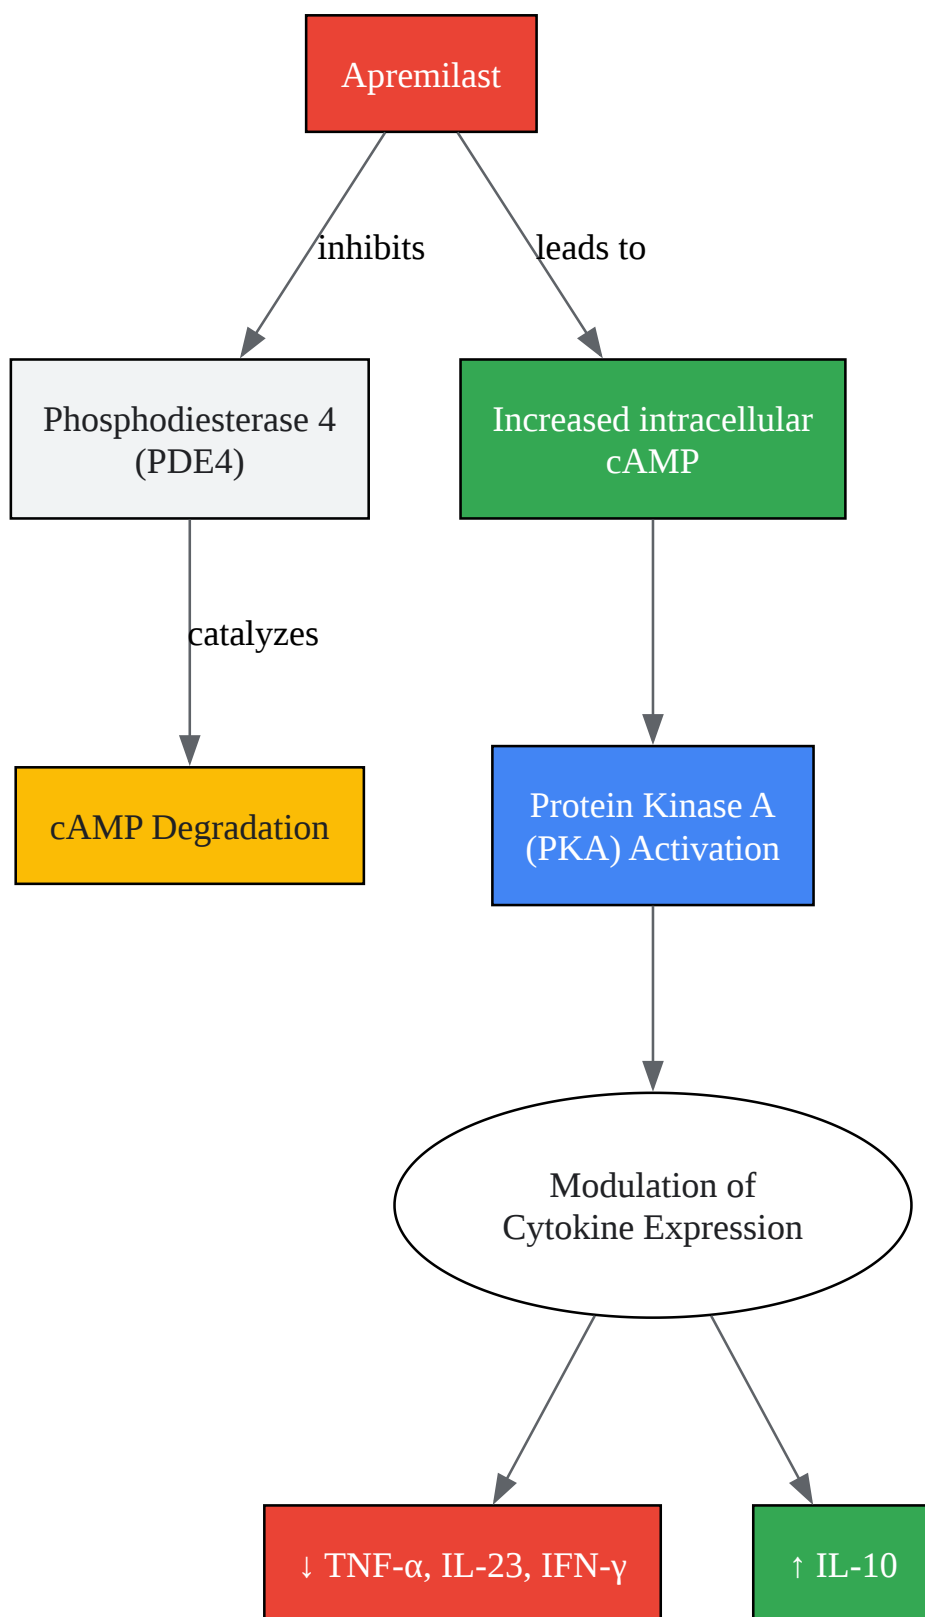 Apremilast
inhibits
leads to
Phosphodiesterase 4
(PDE4)
Increased intracellular
cAMP
catalyzes
cAMP Degradation
Protein Kinase A
(PKA) Activation
Modulation of
Cytokine Expression
↓ TNF-α, IL-23, IFN-γ
↑ IL-10